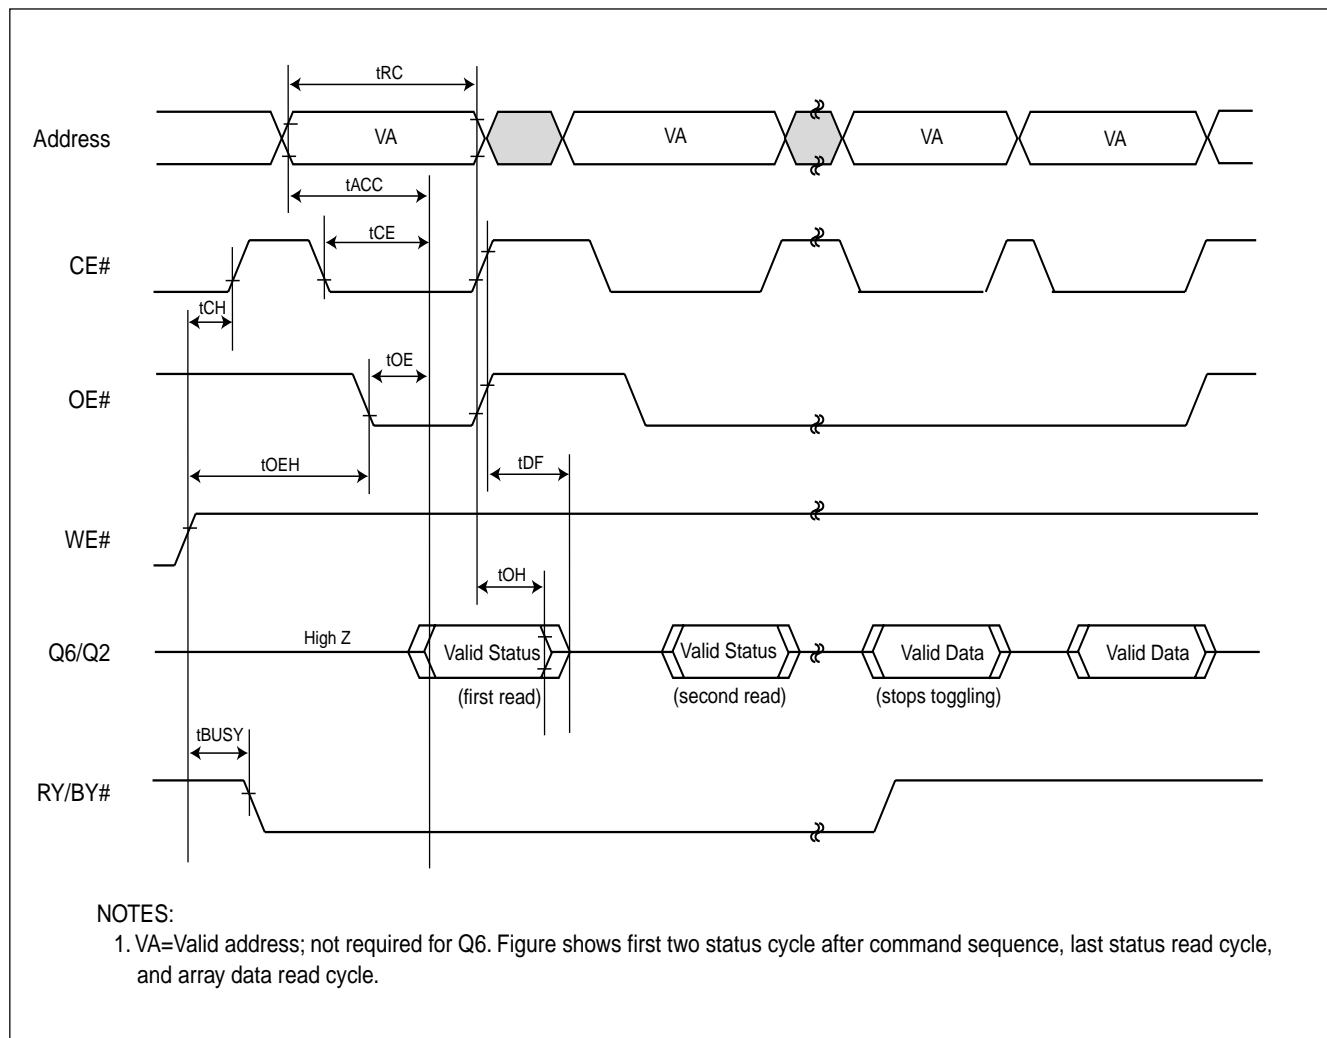 tRC
Address
VA
VA
VA
VA
tACC
tCE
CE#
tCH
tOE
OE#
tOEH
tDF
WE#
tOH
High Z
Q6/Q2
Valid Status
Valid Status
Valid Data
Valid Data
(first read)
(second read)
(stops toggling)
tBUSY
RY/BY#
NOTES:
1. VA=Valid address; not required for Q6. Figure shows first two status cycle after command sequence, last status read cycle,
and array data read cycle.